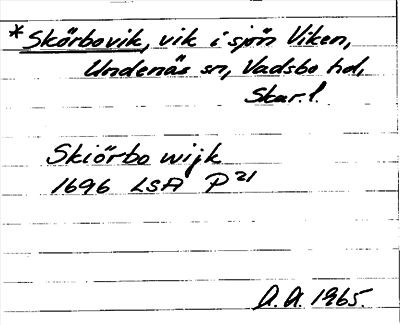 *Skörbovik, vik i sjön Viken,
Undenäs sn, Vadsbo hd,
Skar. l.
Skiörbo wijk
1696 LSA P21
A. A. 1965.